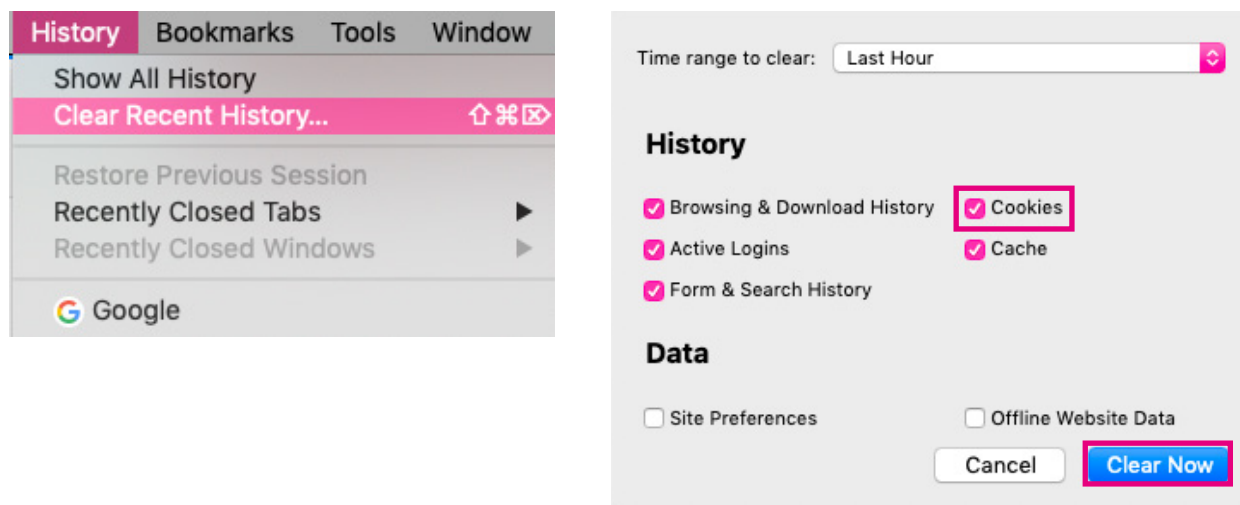 History Bookmarks Tools Window
Show All History
Clear Recent History... ⇧⌘⌦
Restore Previous Session
Recently Closed Tabs
Recently Closed Windows
Google
Time range to clear: Last Hour
History
Browsing & Download History Cookies
Active Logins Cache
Form & Search History
Data
Site Preferences Offline Website Data
Cancel Clear Now